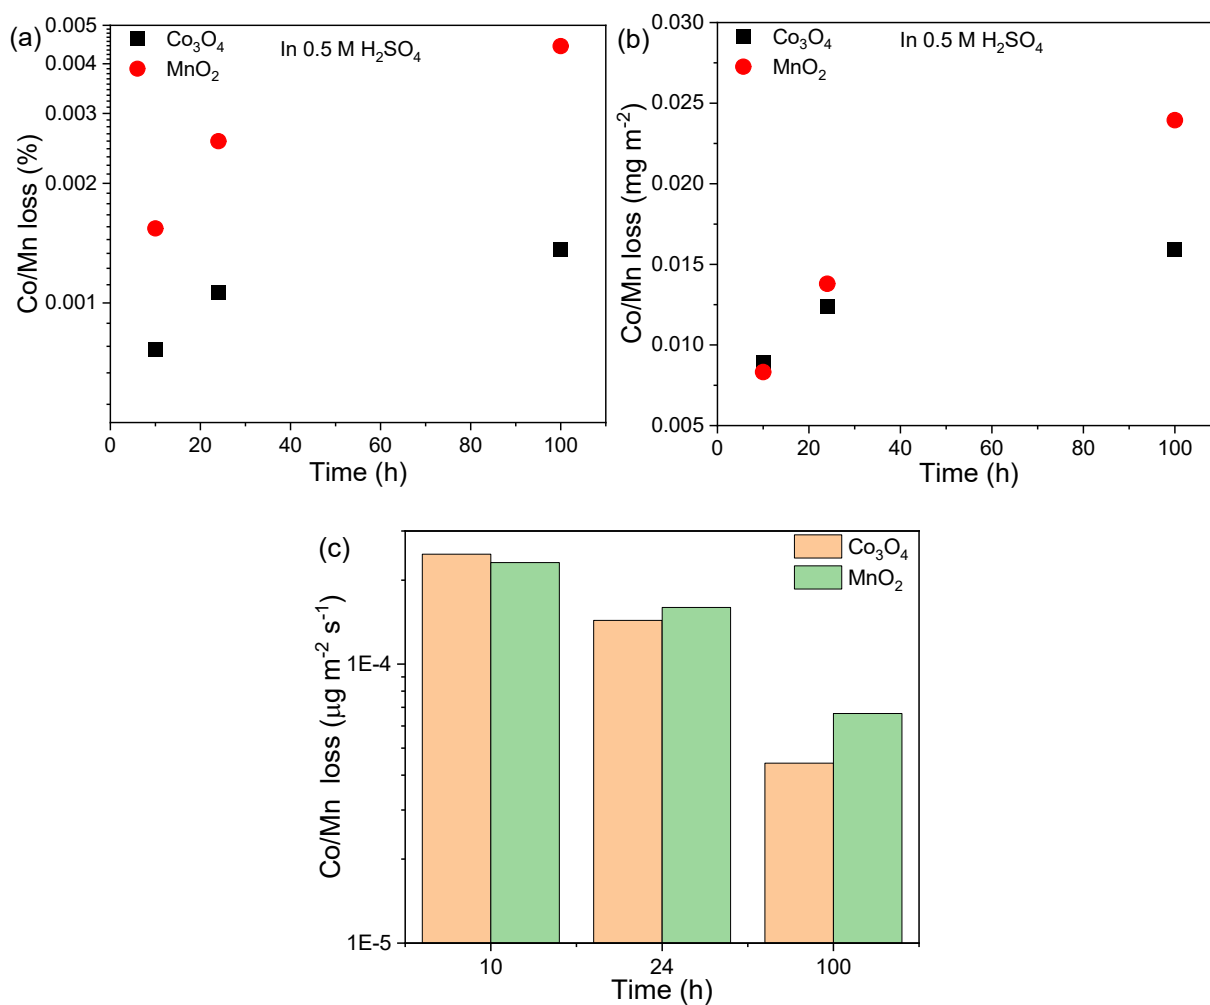 (a)
Co₃O₄
MnO₂
In 0.5 M H₂SO₄
0.005
0.004
0.003
0.002
0.001
Co/Mn loss (%)
0 20 40 60 80 100
Time (h)
(b)
Co₃O₄
MnO₂
In 0.5 M H₂SO₄
0.030
0.025
0.020
0.015
0.010
0.005
Co/Mn loss (mg m⁻²)
0 20 40 60 80 100
Time (h)
(c)
Co₃O₄
MnO₂
1E-4
1E-5
Co/Mn loss (μg m⁻² s⁻¹)
10 24 100
Time (h)